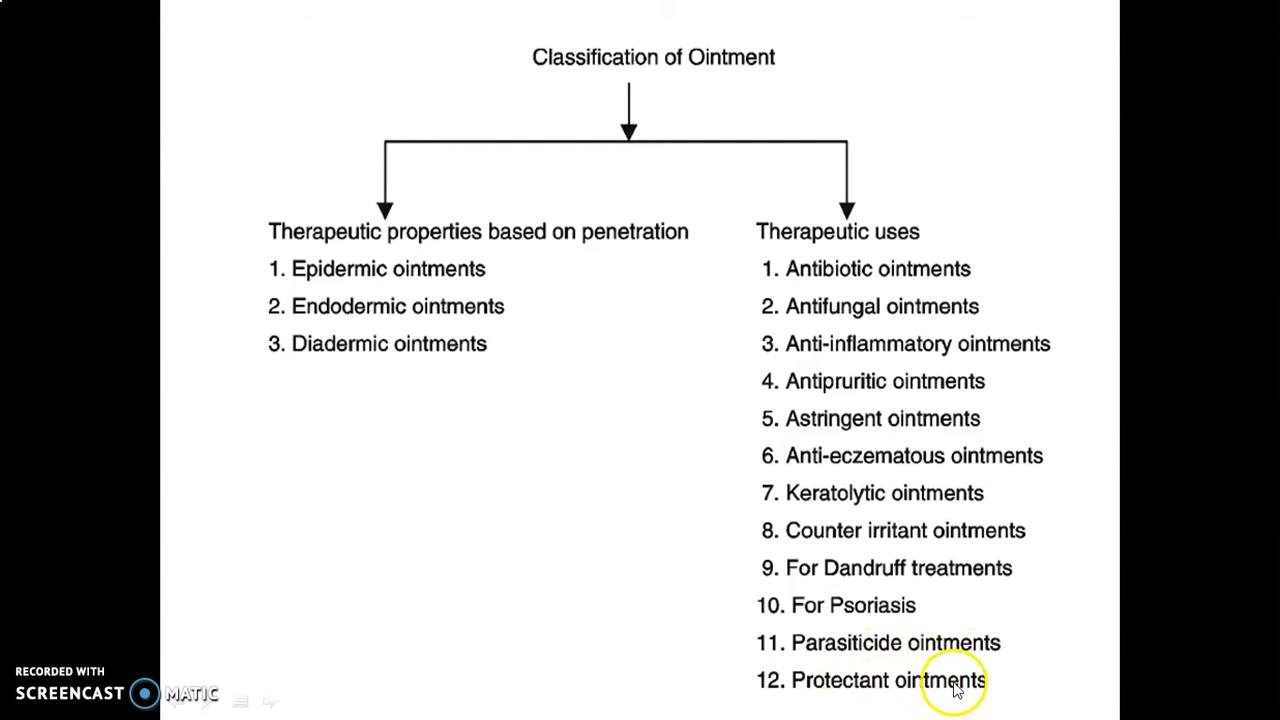 Classification of Ointment
Therapeutic properties based on penetration
1. Epidermic ointments
2. Endodermic ointments
3. Diadermic ointments
Therapeutic uses
1. Antibiotic ointments
2. Antifungal ointments
3. Anti-inflammatory ointments
4. Antipruritic ointments
5. Astringent ointments
6. Anti-eczematous ointments
7. Keratolytic ointments
8. Counter irritant ointments
9. For Dandruff treatments
10. For Psoriasis
11. Parasiticide ointments
12. Protectant ointments
RECORDED WITH
SCREENCAST MATIC